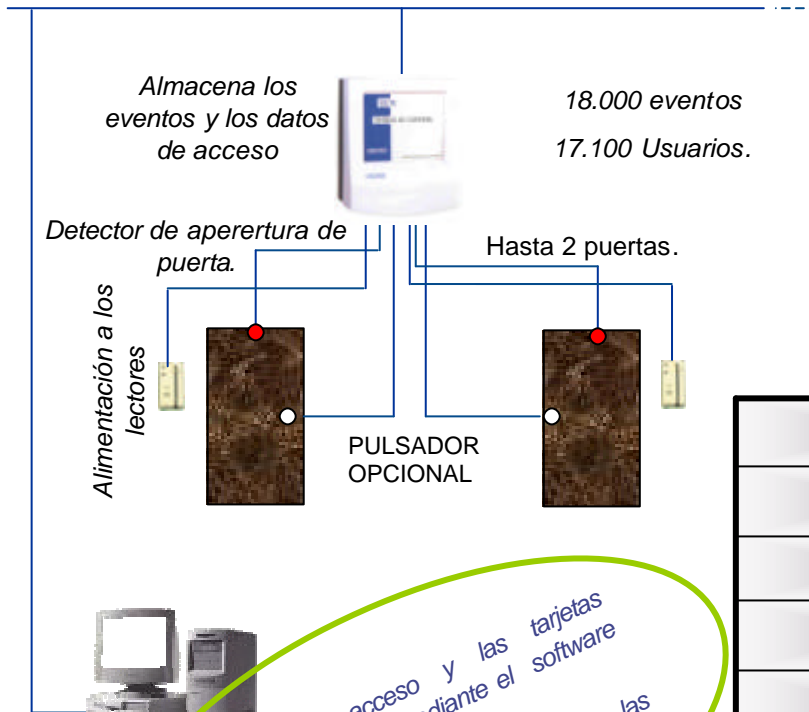 Almacena los
eventos y los datos
de acceso
18.000 eventos
17.100 Usuarios.
Detector de aperertura de
puerta.
Hasta 2 puertas.
Alimentación a los
lectores
PULSADOR
OPCIONAL
acceso y las tarjetas
el software
las